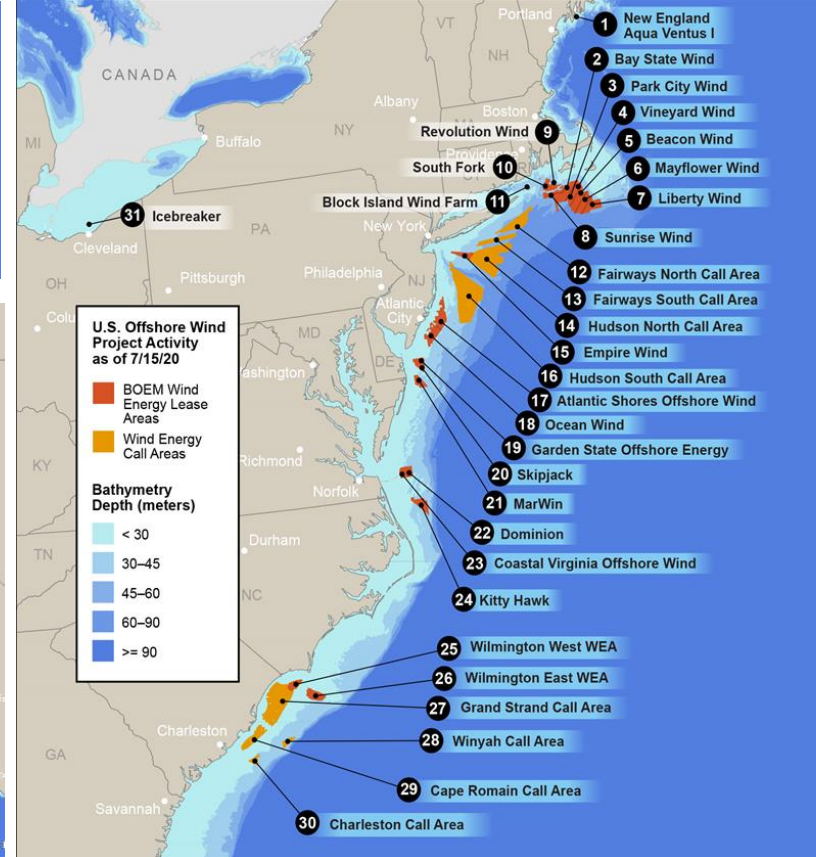 Portland
1
New England
Aqua Ventus I
VT
NH
2
Bay State Wind
CANADA
3
Park City Wind
Albany
4
Vineyard Wind
Boston
MI
NY
Buffalo
Revolution Wind
9
5
Beacon Wind
Providence
South Fork
10
6
Mayflower Wind
Block Island Wind Farm
11
7
Liberty Wind
31
Icebreaker
PA
New York
8
Sunrise Wind
Cleveland
12
Fairways North Call Area
OH
Pittsburgh
Philadelphia
NJ
13
Fairways South Call Area
Atlantic
City
14
Hudson North Call Area
MD
DE
15
Empire Wind
16
Hudson South Call Area
17
Atlantic Shores Offshore Wind
18
Ocean Wind
19
Garden State Offshore Energy
20
Skipjack
21
MarWin
22
Dominion
23
Coastal Virginia Offshore Wind
24
Kitty Hawk
Colu
ashington
Richmond
Norfolk
KY
TN
Durham
NC
U.S. Offshore Wind
Project Activity
as of 7/15/20
BOEM Wind
Energy Lease
Areas
Wind Energy
Call Areas
Bathymetry
Depth (meters)
< 30
30–45
45–60
60–90
>= 90
25
Wilmington West WEA
26
Wilmington East WEA
27
Grand Strand Call Area
28
Winyah Call Area
29
Cape Romain Call Area
30
Charleston Call Area
Charleston
GA
Savannah